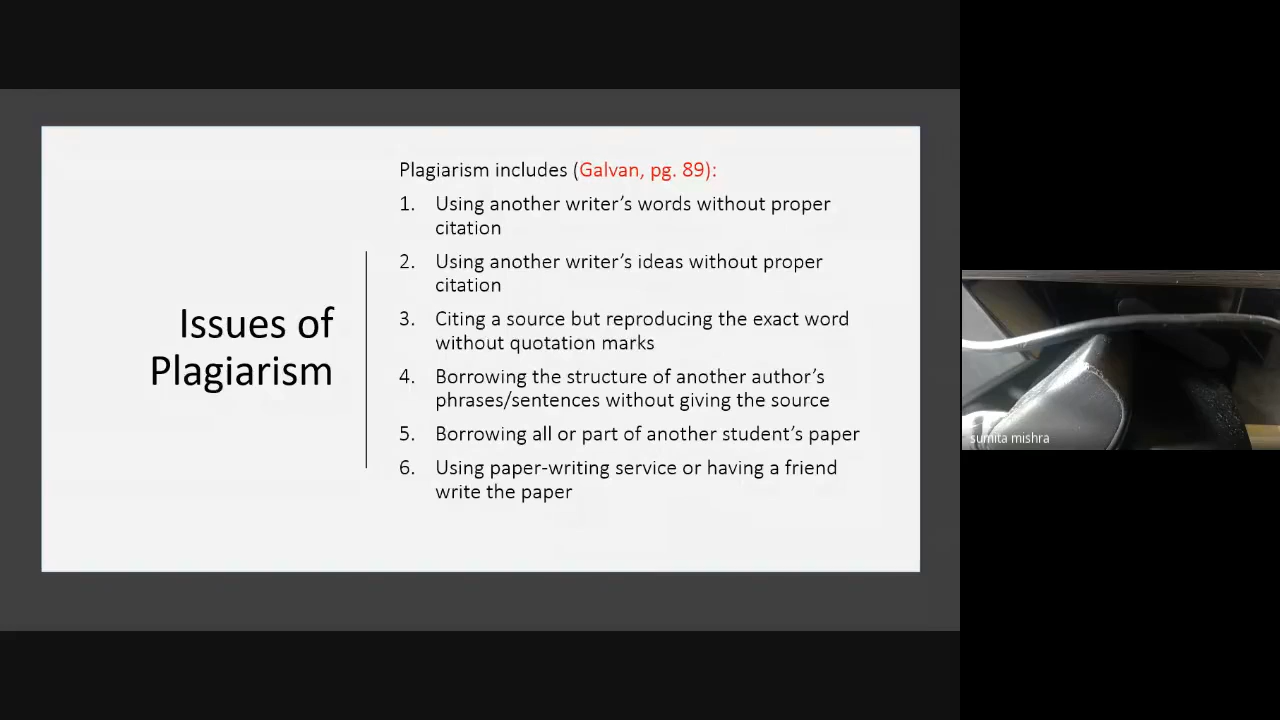 Issues of
Plagiarism
Plagiarism includes (Galvan, pg. 89):
1. Using another writer’s words without proper
citation
2. Using another writer’s ideas without proper
citation
3. Citing a source but reproducing the exact word
without quotation marks
4. Borrowing the structure of another author’s
phrases/sentences without giving the source
5. Borrowing all or part of another student’s paper
6. Using paper-writing service or having a friend
write the paper
sumita mishra